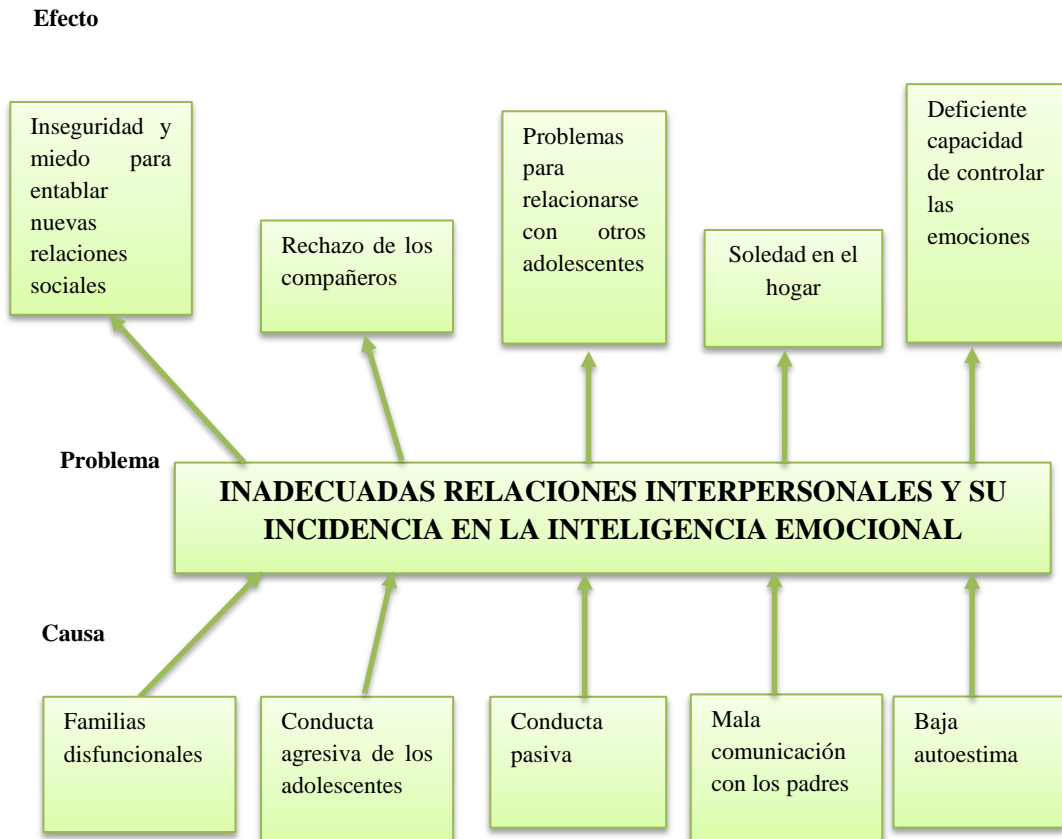 Efecto
Inseguridad y
miedo para
entablar
nuevas
relaciones
sociales
Rechazo de los
compañeros
Problemas
para
relacionarse
con otros
adolescentes
Soledad en el
hogar
Deficiente
capacidad
de controlar
las
emociones
Problema
INADECUADAS RELACIONES INTERPERSONALES Y SU
INCIDENCIA EN LA INTELIGENCIA EMOCIONAL
Causa
Familias
disfuncionales
Conducta
agresiva de los
adolescentes
Conducta
pasiva
Mala
comunicación
con los padres
Baja
autoestima